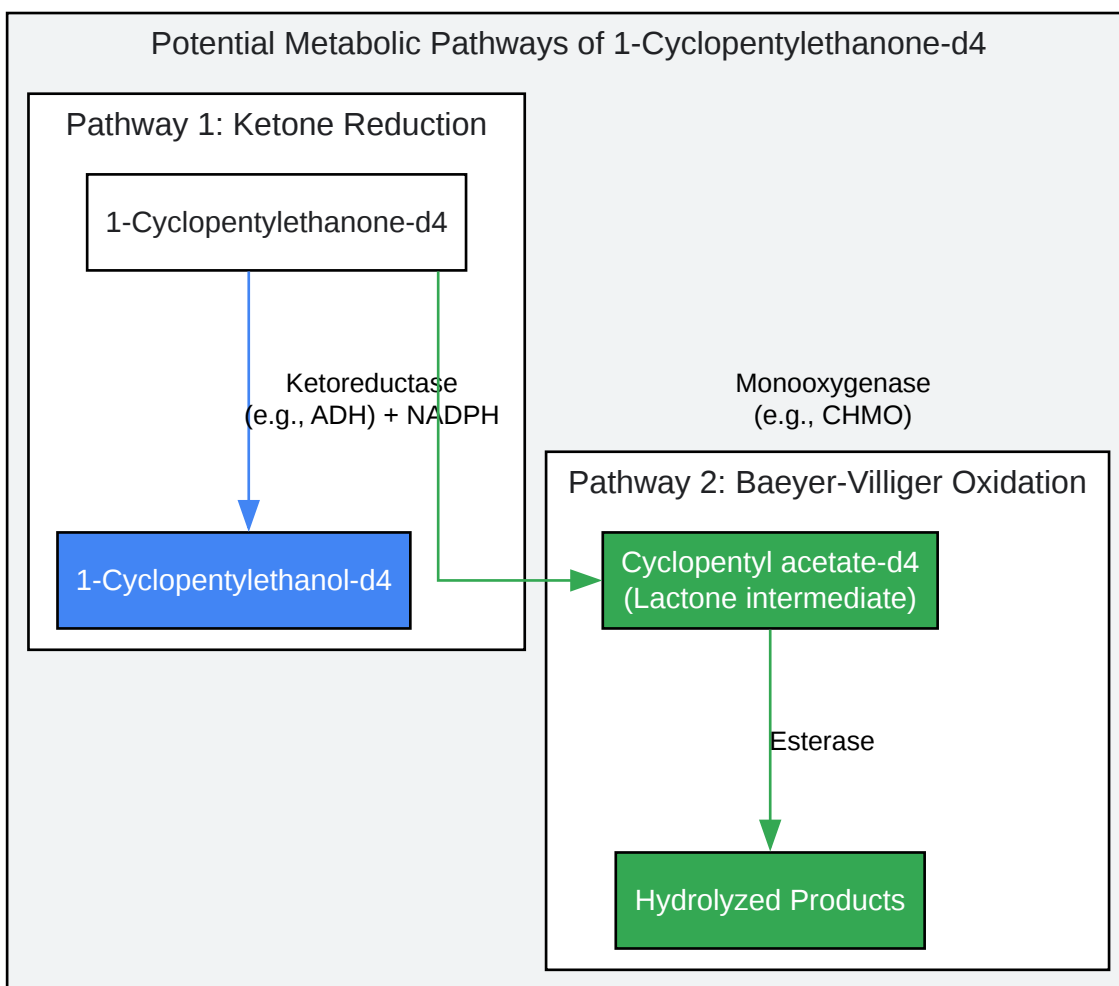 Potential Metabolic Pathways of 1-Cyclopentylethanone-d4
Pathway 1: Ketone Reduction
1-Cyclopentylethanone-d4
Ketoreductase
(e.g., ADH) + NADPH
1-Cyclopentylethanol-d4
Monooxygenase
(e.g., CHMO)
Pathway 2: Baeyer-Villiger Oxidation
Cyclopentyl acetate-d4
(Lactone intermediate)
Esterase
Hydrolyzed Products